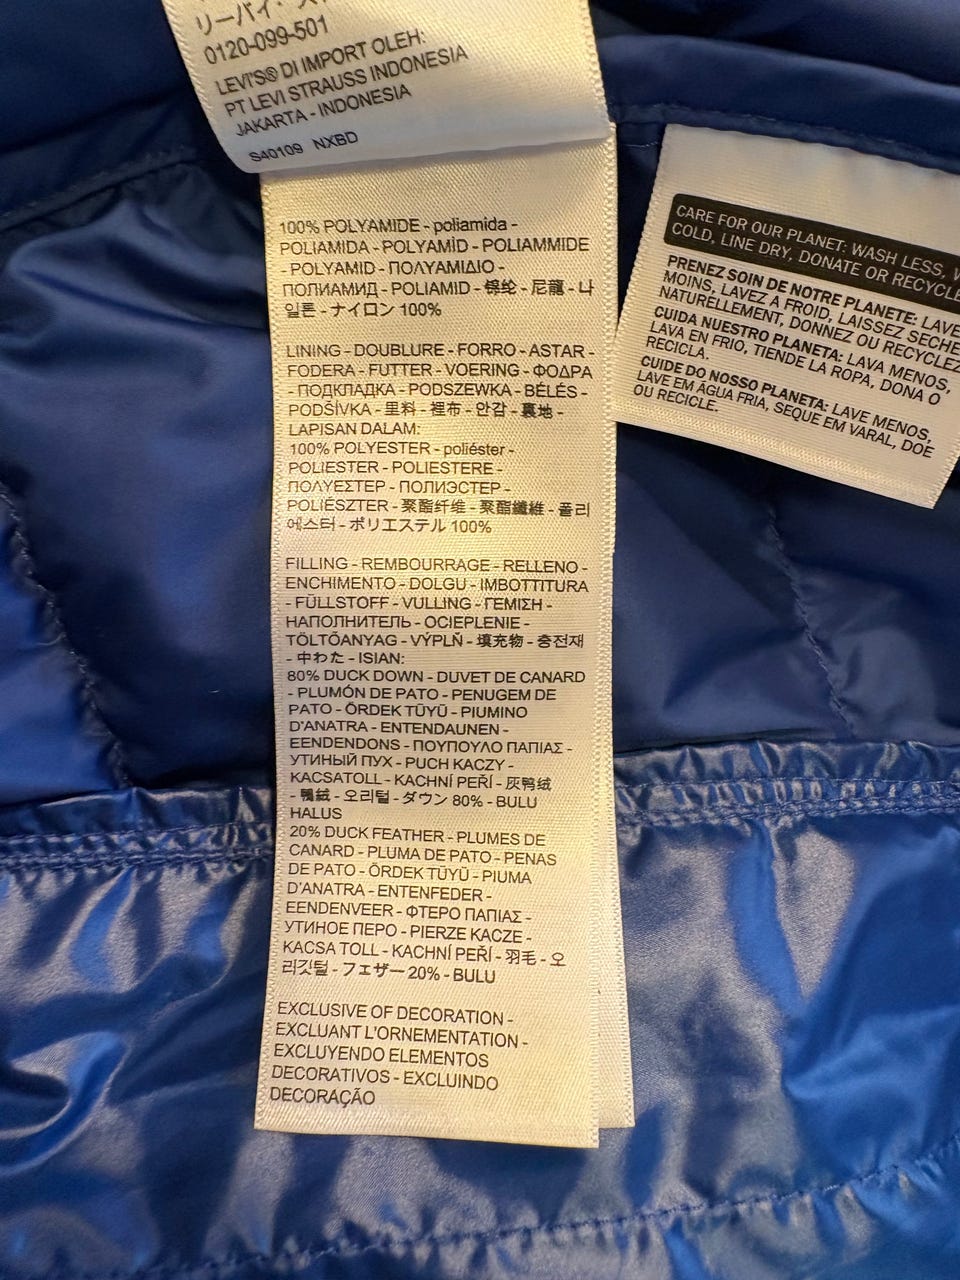 リーバイ・ス
0120-099-501
LEVI'S® DI IMPORT OLEH:
PT LEVI STRAUSS INDONESIA
JAKARTA - INDONESIA
S40109 NXBD
100% POLYAMIDE - poliamida -
POLIAMIDA - POLYAMÌD - POLIAMMIDE
- POLYAMID - ΠΟΛΥΑΜΙΔΙΟ -
ПОЛИАМИД - POLIAMID - 锦纶 - 尼龍 - 나
일론 - ナイロン 100%
LINING - DOUBLURE - FORRO - ASTAR -
FODERA - FUTTER - VOERING - ΦΟΔΡΑ
- ПОДКЛАДКА - PODSZEWKA - BÉLÉS -
PODŠÍVKA - 里料 - 裡布 - 안감 - 裏地 -
LAPISAN DALAM:
100% POLYESTER - poliéster -
POLIESTER - POLIESTERE -
ΠΟΛΥΕΣΤΕΡ - ПОЛИЭСТЕР -
POLIÉSZTER - 聚酯纤维 - 聚酯纖維 - 폴리
에스터 - ポリエステル 100%
FILLING - REMBOURRAGE - RELLENO -
ENCHIMENTO - DOLGU - IMBOTTITURA
- FÜLLSTOFF - VULLING - ΓΕΜΙΣΗ -
НАПОЛНИТЕЛЬ - OCIEPLENIE -
TÖLTŐANYAG - VÝPLŇ - 填充物 - 충전재
- 中わた - ISIAN:
80% DUCK DOWN - DUVET DE CANARD
- PLUMÓN DE PATO - PENUGEM DE
PATO - ÖRDEK TÜYÜ - PIUMINO
D'ANATRA - ENTENDAUNEN -
EENDENDONS - ΠΟΥΠΟΥΛΟ ΠΑΠΙΑΣ -
УТИНЫЙ ПУХ - PUCH KACZY -
KACSATOLL - KACHNÍ PEŘÍ - 灰鸭绒
- 鴨絨 - 오리털 - ダウン 80% - BULU
HALUS
20% DUCK FEATHER - PLUMES DE
CANARD - PLUMA DE PATO - PENAS
DE PATO - ÖRDEK TÜYÜ - PIUMA
D'ANATRA - ENTENFEDER -
EENDENVEER - ΦΤΕΡΟ ΠΑΠΙΑΣ -
УТИНОЕ ПЕРО - PIERZE KACZE -
KACSA TOLL - KACHNÍ PEŘÍ - 羽毛 - 오
리깃털 - フェザー 20% - BULU
EXCLUSIVE OF DECORATION -
EXCLUANT L'ORNEMENTATION -
EXCLUYENDO ELEMENTOS
DECORATIVOS - EXCLUINDO
DECORAÇÃO
CARE FOR OUR PLANET: WASH LESS, W
COLD, LINE DRY, DONATE OR RECYCLE
PRENEZ SOIN DE NOTRE PLANETE: LAVE
MOINS, LAVEZ A FROID, LAISSEZ SECHE
NATURELLEMENT, DONNEZ OU RECYCLEZ
CUIDA NUESTRO PLANETA: LAVA MENOS,
LAVA EN FRIO, TIENDE LA ROPA, DONA O
RECICLA.
CUIDE DO NOSSO PLANETA: LAVE MENOS,
LAVE EM ÁGUA FRIA, SEQUE EM VARAL, DOE
OU RECICLE.